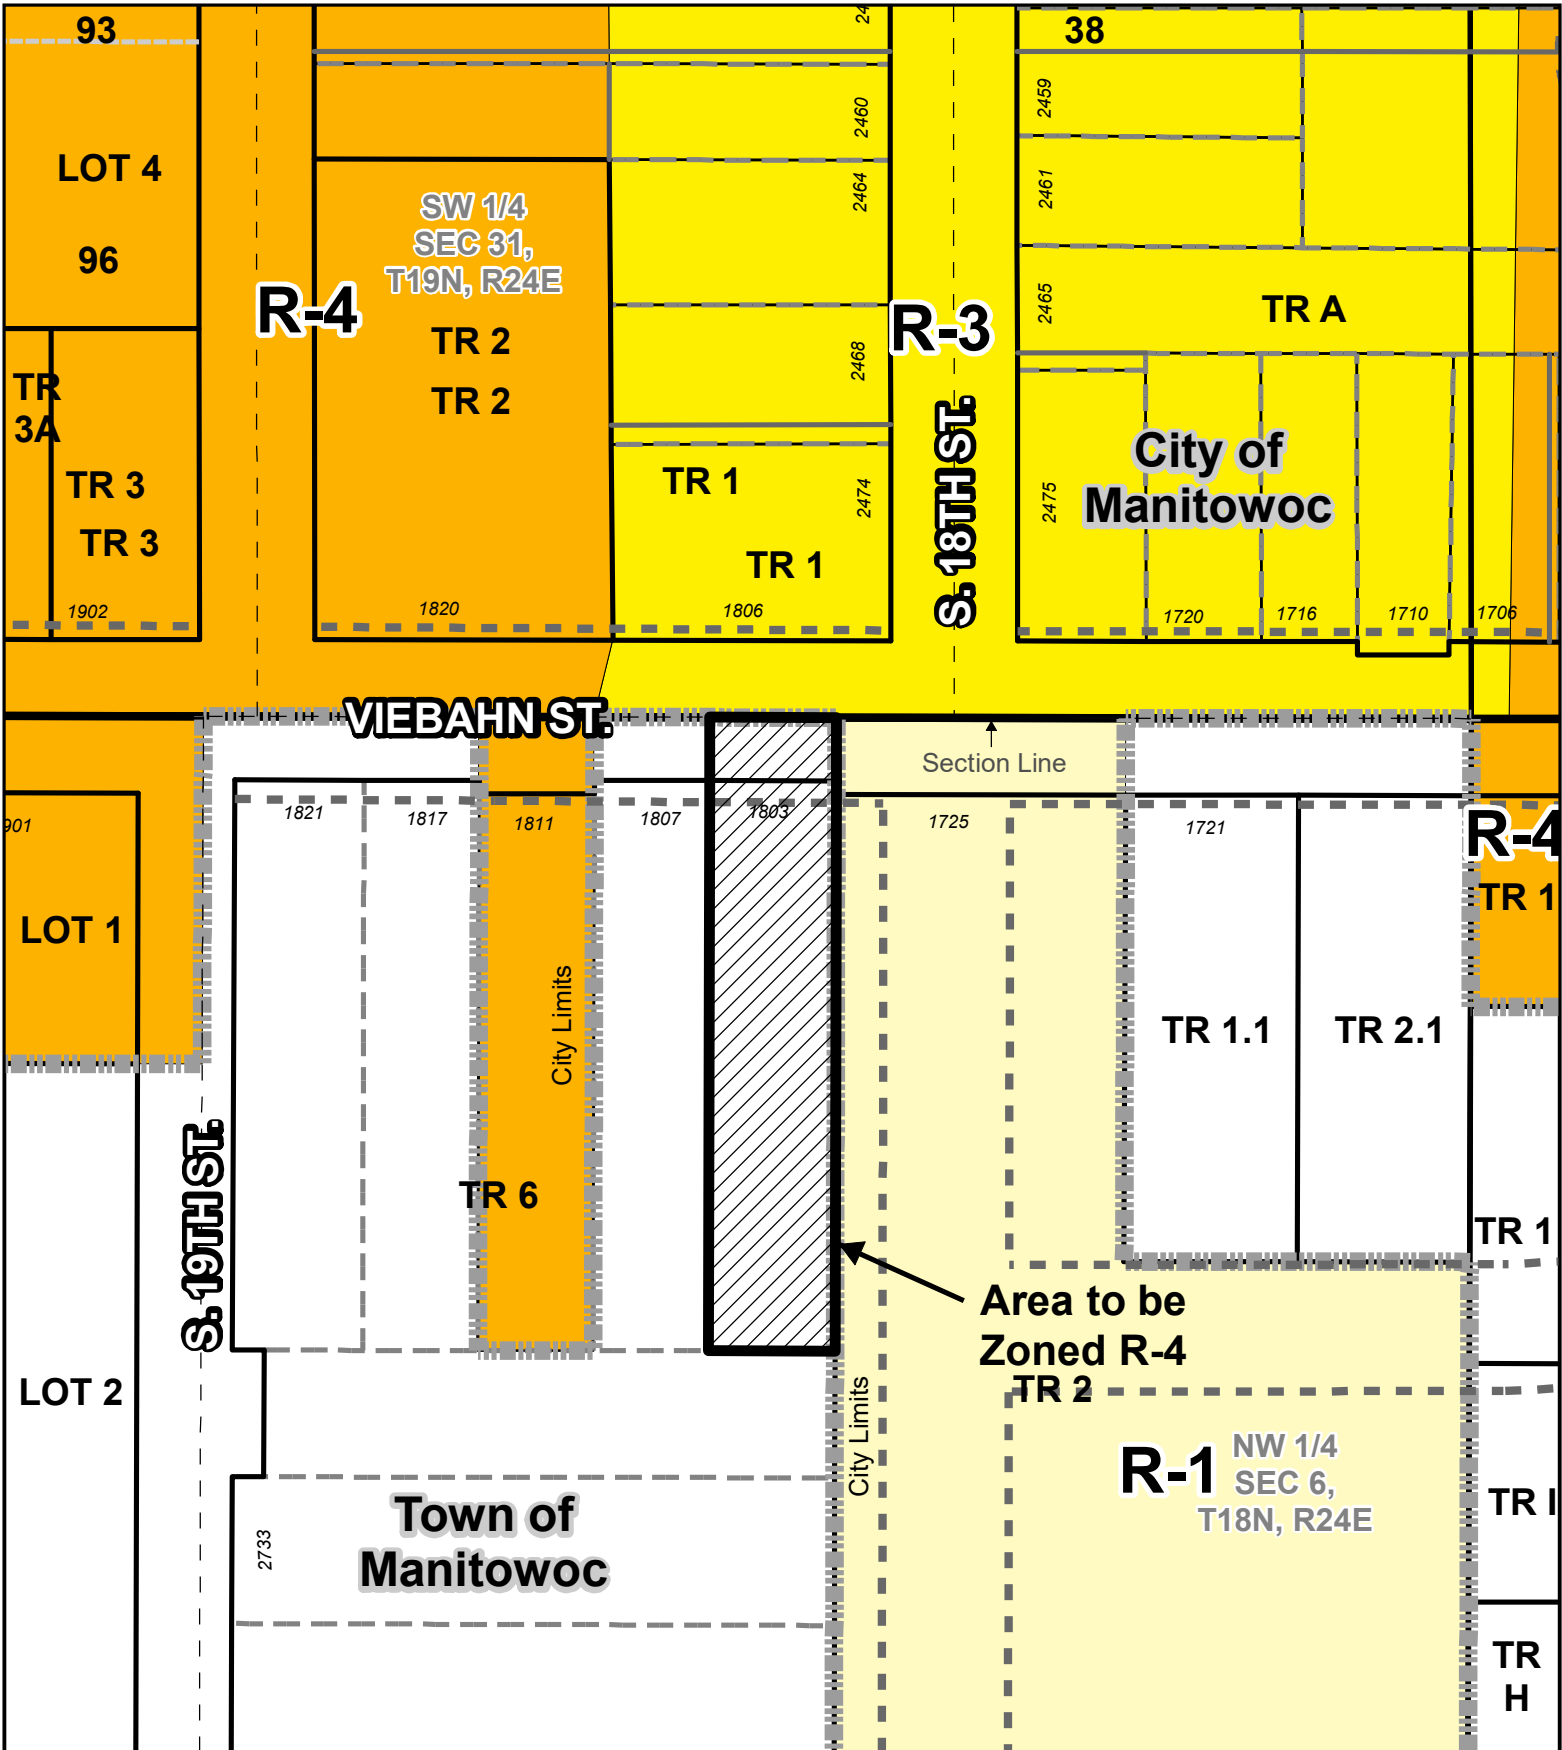 93
LOT 4
96
TR
3A
TR 3
TR 3
1902
R-4
SW 1/4
SEC 31,
T19N, R24E
TR 2
TR 2
1820
24
2460
2464
2468
2474
TR 1
TR 1
1806
R-3
S. 18TH ST.
38
2459
2461
2465
2475
TR A
City of
Manitowoc
1720
1716
1710
1706
VIEBAHN ST.
Section Line
901
LOT 1
1821
1817
1811
1807
1803
1725
1721
R-4
TR 1
City Limits
TR 6
TR 1.1
TR 2.1
TR 1
S. 19TH ST.
LOT 2
Area to be
Zoned R-4
TR 2
City Limits
R-1
NW 1/4
SEC 6,
T18N, R24E
TR I
Town of
Manitowoc
2733
TR
H